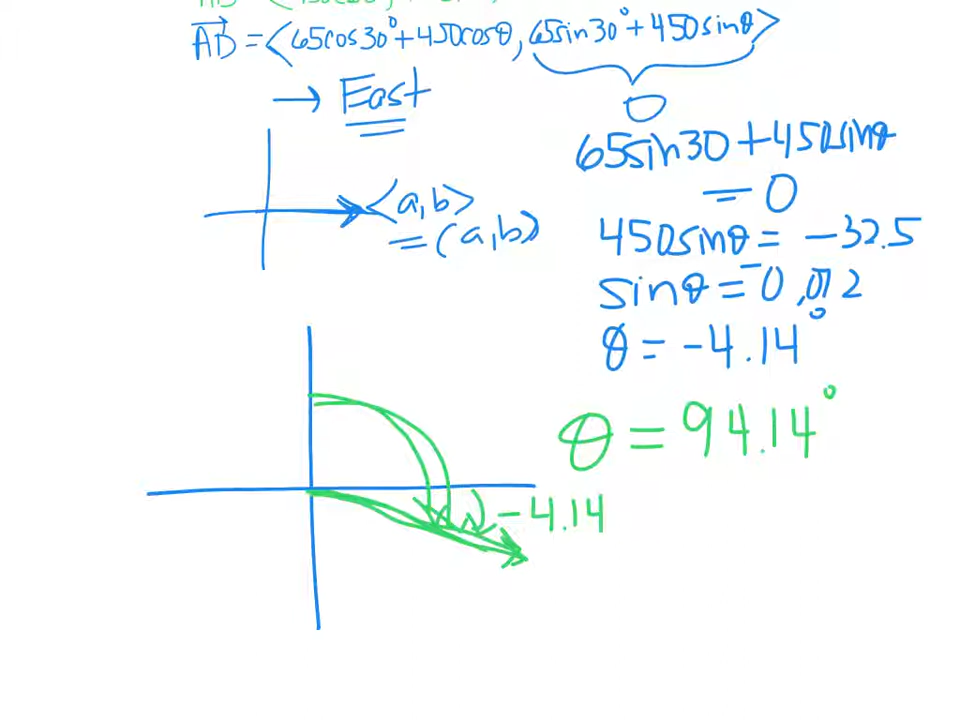 AD = <65cos30°+450cosθ, 65sin30°+450sinθ>
→ East
0
65sin30+450sinθ
= 0
<a,b>
= (a,b)
450sinθ = -32.5
sinθ = -0,072
θ = -4.14°
θ = 94.14°
-4.14